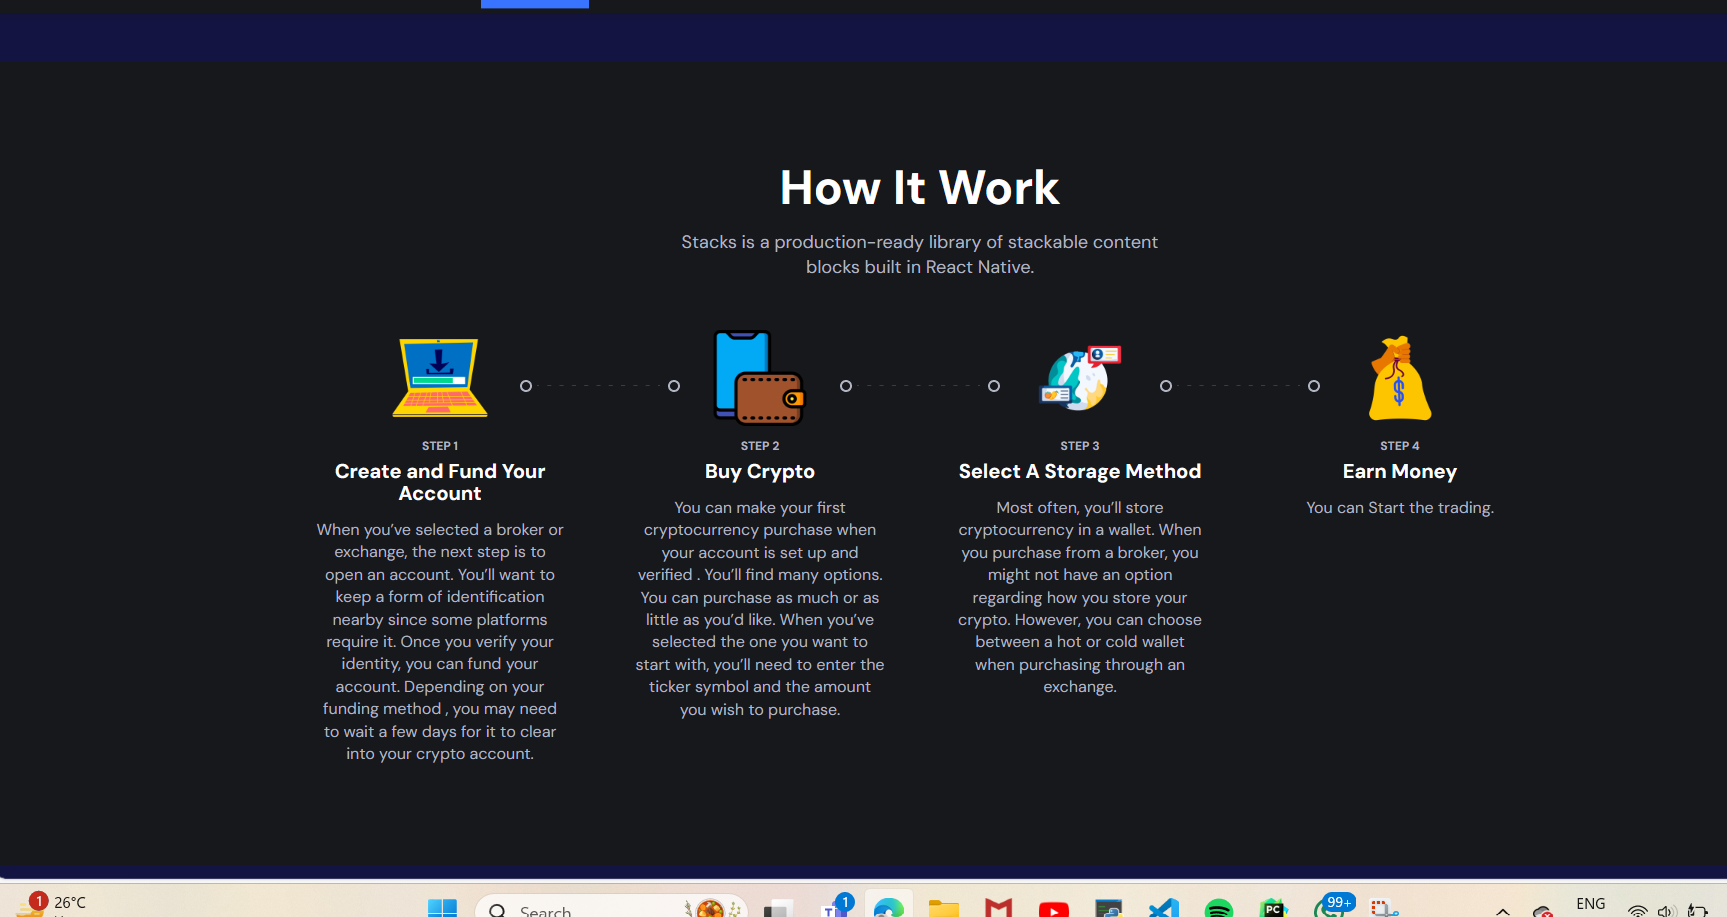 How It Work
Stacks is a production-ready library of stackable content
blocks built in React Native.
STEP 1
Create and Fund Your
Account
When you’ve selected a broker or
exchange, the next step is to
open an account. You’ll want to
keep a form of identification
nearby since some platforms
require it. Once you verify your
identity, you can fund your
account. Depending on your
funding method , you may need
to wait a few days for it to clear
into your crypto account.
STEP 2
Buy Crypto
You can make your first
cryptocurrency purchase when
your account is set up and
verified . You’ll find many options.
You can purchase as much or as
little as you’d like. When you’ve
selected the one you want to
start with, you’ll need to enter the
ticker symbol and the amount
you wish to purchase.
STEP 3
Select A Storage Method
Most often, you’ll store
cryptocurrency in a wallet. When
you purchase from a broker, you
might not have an option
regarding how you store your
crypto. However, you can choose
between a hot or cold wallet
when purchasing through an
exchange.
$
STEP 4
Earn Money
You can Start the trading.
1
26°C
Search
1
T
PC
99+
ENG